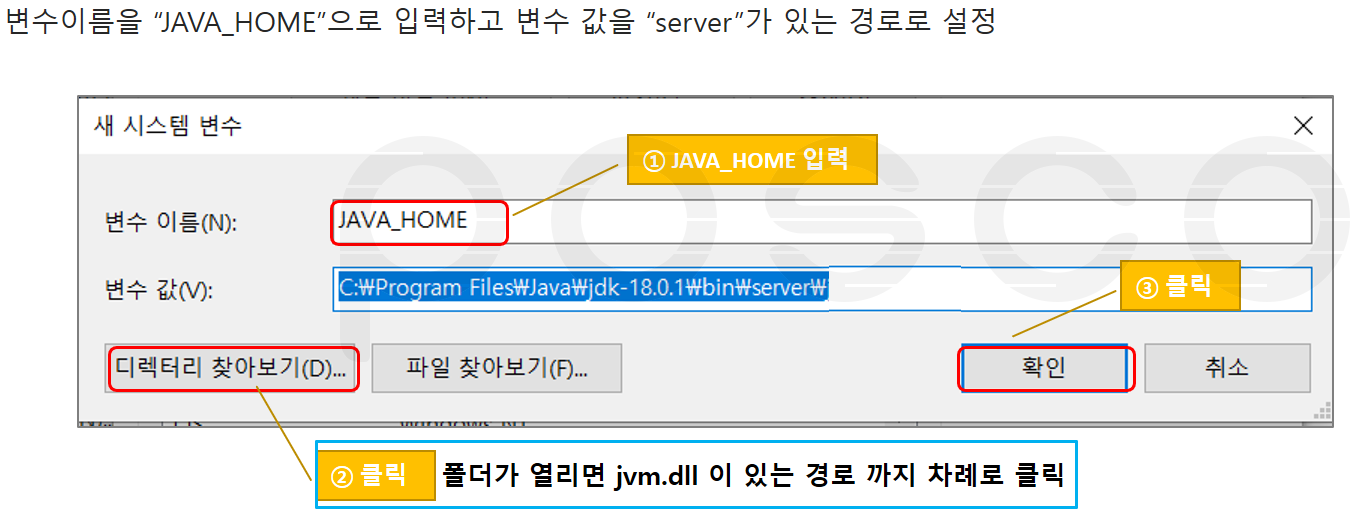 변수이름을 “JAVA_HOME”으로 입력하고 변수 값을 “server”가 있는 경로로 설정
새 시스템 변수
① JAVA_HOME 입력
posco
변수 이름(N):
JAVA_HOME
변수 값(V):
C:₩Program Files₩Java₩jdk-18.0.1₩bin₩server₩
③ 클릭
디렉터리 찾아보기(D)...
파일 찾아보기(F)...
확인
취소
② 클릭 폴더가 열리면 jvm.dll 이 있는 경로 까지 차례로 클릭